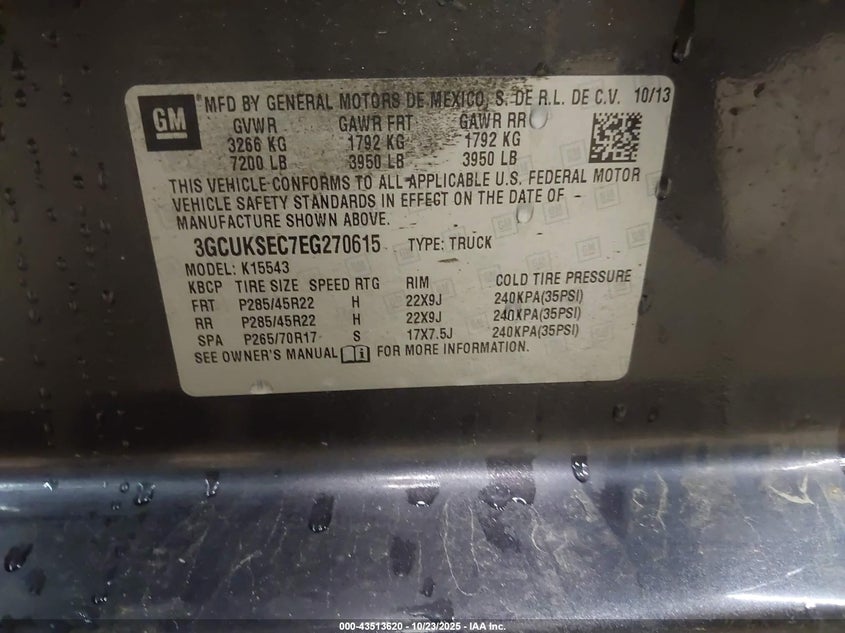 GM ® MFD BY GENERAL MOTORS DE MEXICO, S. DE R.L. DE C.V. 10/13
GVWR GAWR FRT GAWR RR
3266 KG 1792 KG 1792 KG
7200 LB 3950 LB 3950 LB
THIS VEHICLE CONFORMS TO ALL APPLICABLE U.S. FEDERAL MOTOR
VEHICLE SAFETY STANDARDS IN EFFECT ON THE DATE OF
MANUFACTURE SHOWN ABOVE.
3GCUKSEC7EG270615 TYPE: TRUCK
MODEL: K15543
KBCP TIRE SIZE SPEED RTG RIM COLD TIRE PRESSURE
FRT P285/45R22 H 22X9J 240KPA(35PSI)
RR P285/45R22 H 22X9J 240KPA(35PSI)
SPA P265/70R17 S 17X7.5J 240KPA(35PSI)
SEE OWNER'S MANUAL FOR MORE INFORMATION.
000-43513620 - 10/23/2025 - IAA Inc.